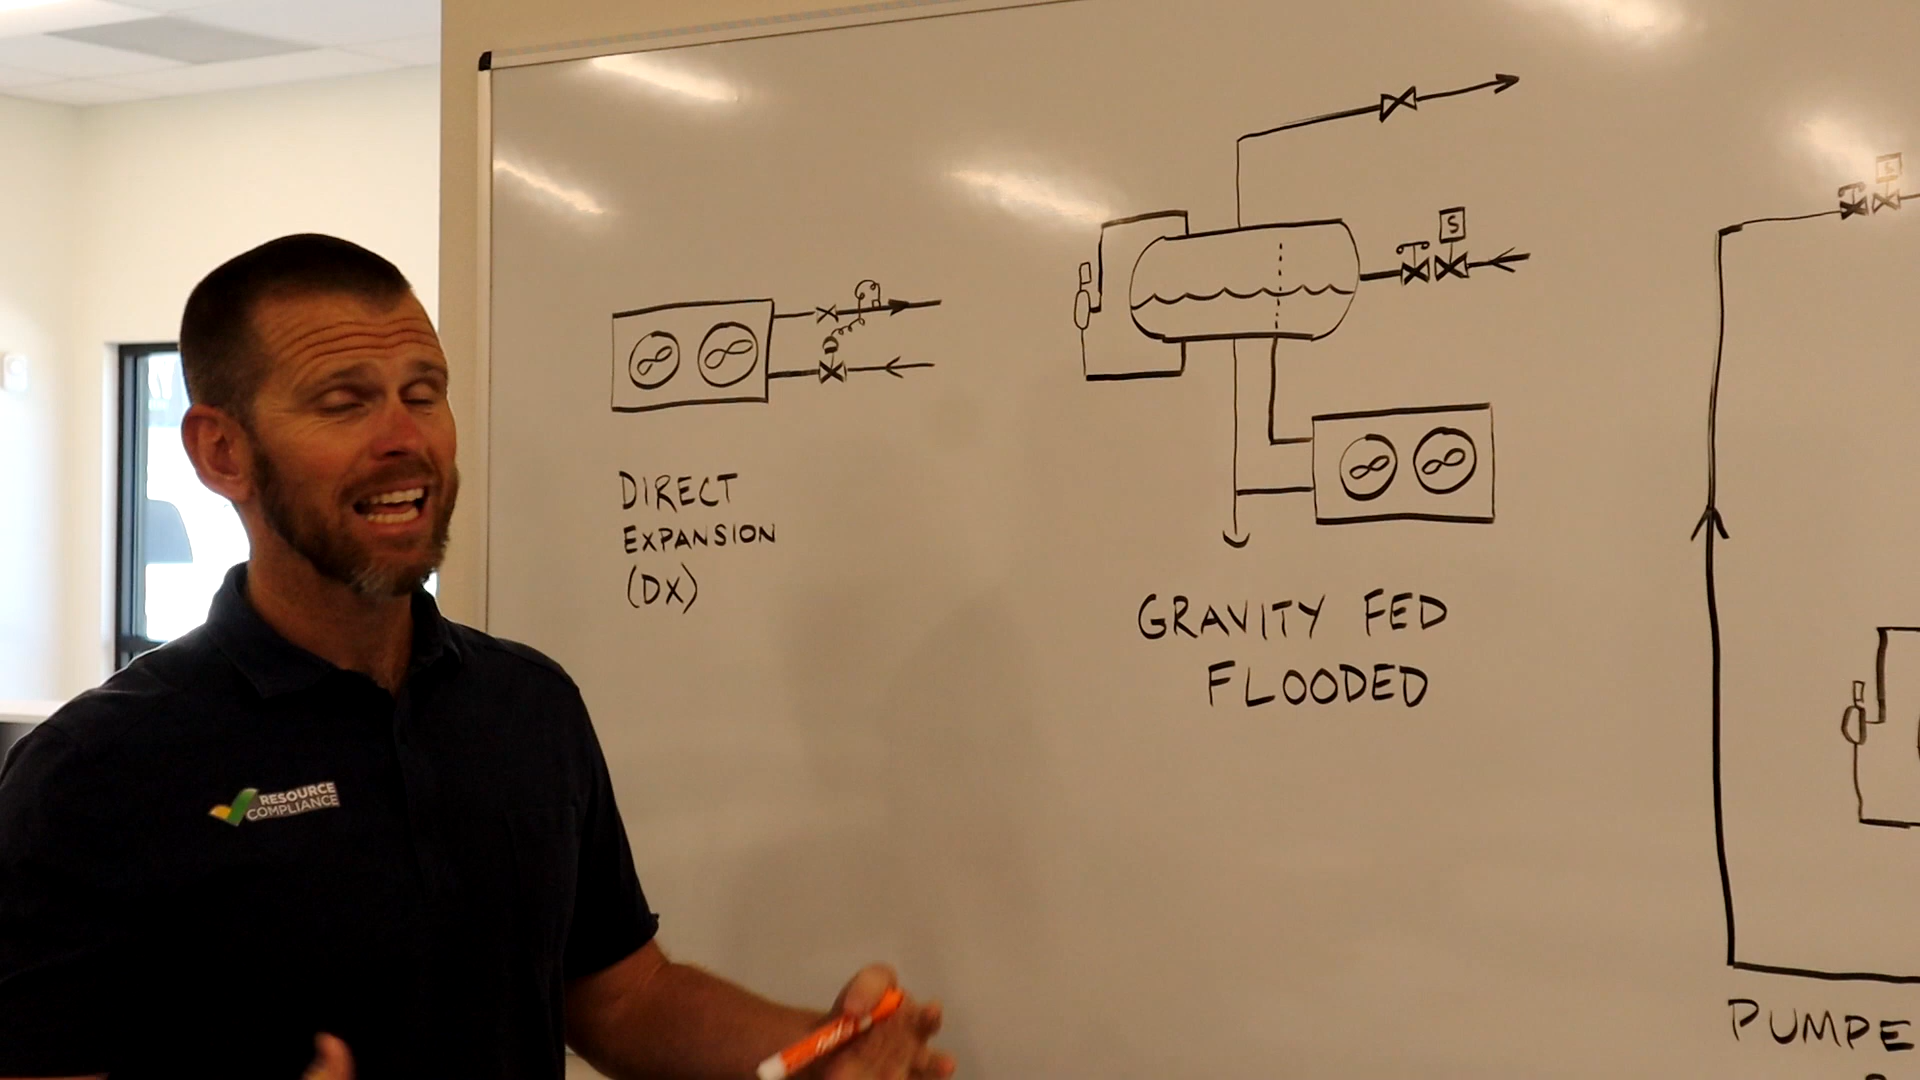 RESOURCE
COMPLIANCE
DIRECT
EXPANSION
(DX)
S
GRAVITY FED
FLOODED
S
PUMPE